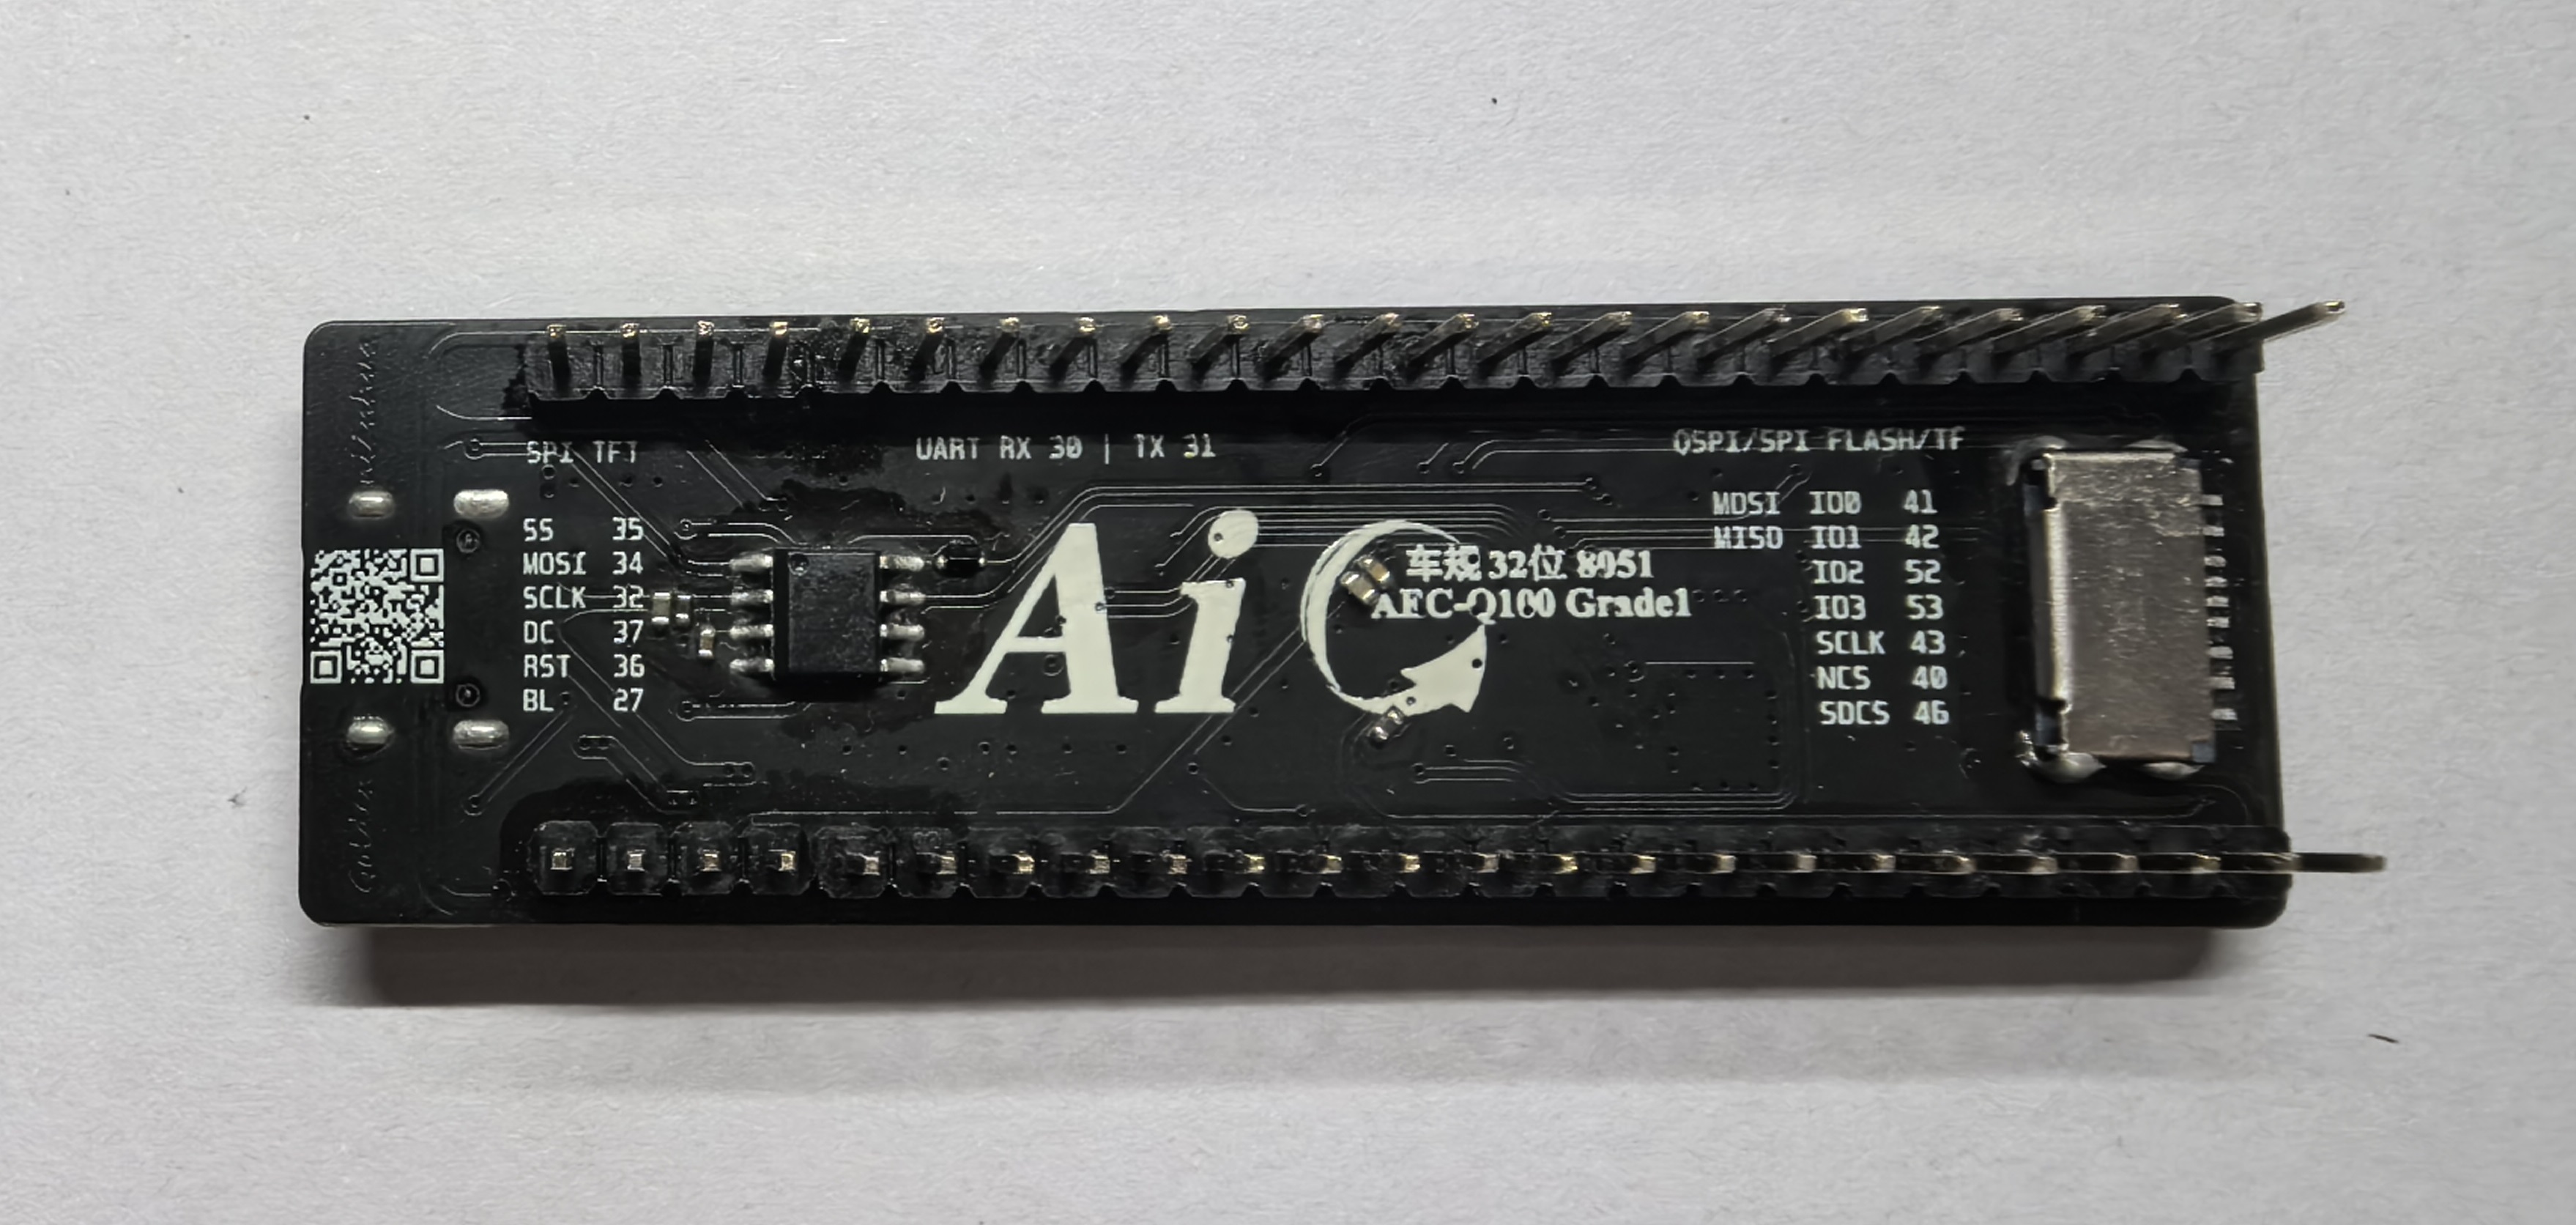 SPI TFT
SS 35
MOSI 34
SCLK 32
DC 37
RST 36
BL 27
UART RX 30 | TX 31
Ai
车规 32位 8051
AEC-Q100 Grade1
QSPI/SPI FLASH/TF
MOSI IO0 41
MISO IO1 42
IO2 52
IO3 53
SCLK 43
NCS 40
SDCS 46